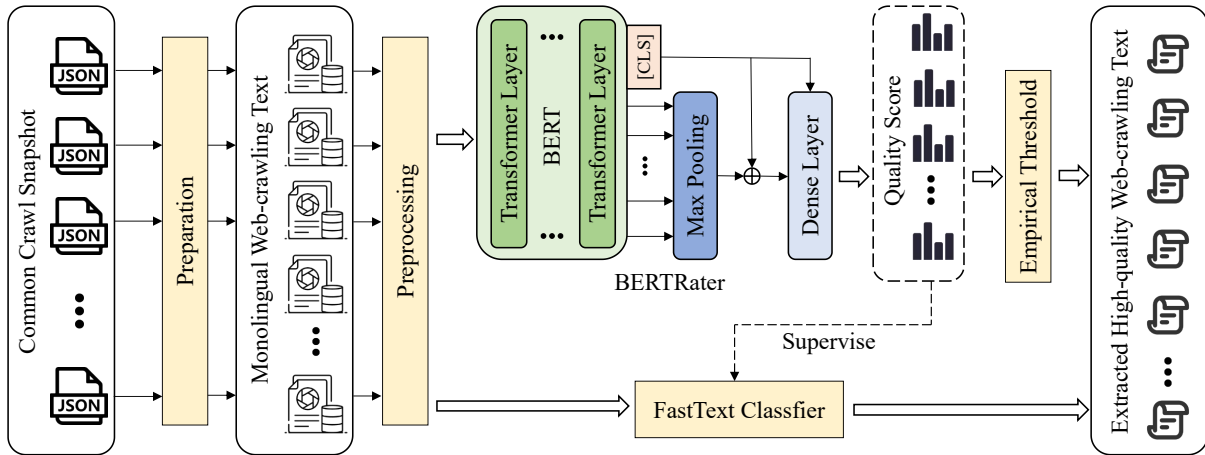 Common Crawl Snapshot
JSON
JSON
JSON
JSON
Preparation
Monolingual Web-crawling Text
Preprocessing
Transformer Layer
BERT
Transformer Layer
[CLS]
Max Pooling
Dense Layer
BERTRater
Quality Score
Empirical Threshold
Extracted High-quality Web-crawling Text
Supervise
FastText Classfier